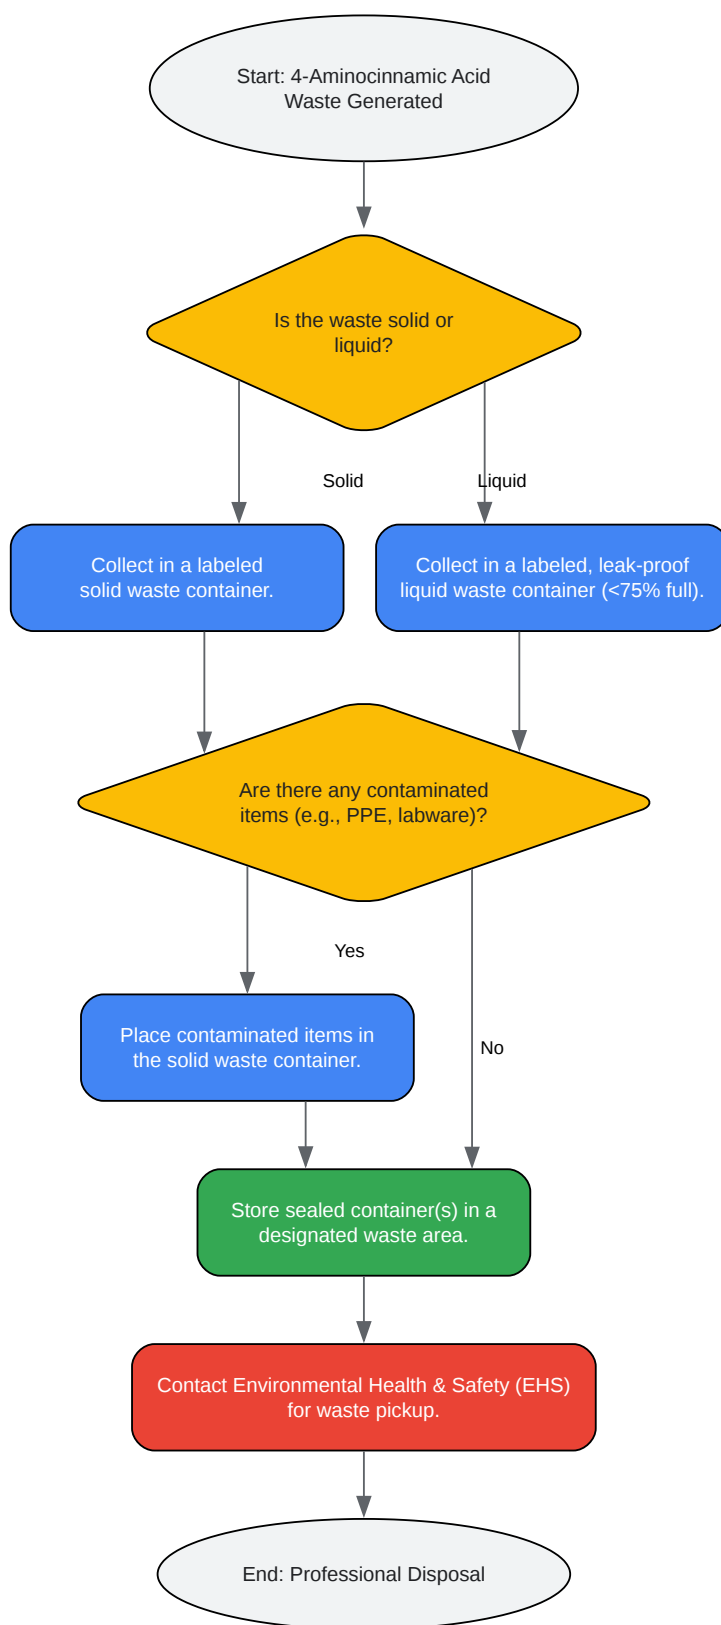 Start: 4-Aminocinnamic Acid
Waste Generated
Is the waste solid or
liquid?
Solid
Liquid
Collect in a labeled
solid waste container.
Collect in a labeled, leak-proof
liquid waste container (<75% full).
Are there any contaminated
items (e.g., PPE, labware)?
Yes
Place contaminated items in
the solid waste container.
No
Store sealed container(s) in a
designated waste area.
Contact Environmental Health & Safety (EHS)
for waste pickup.
End: Professional Disposal